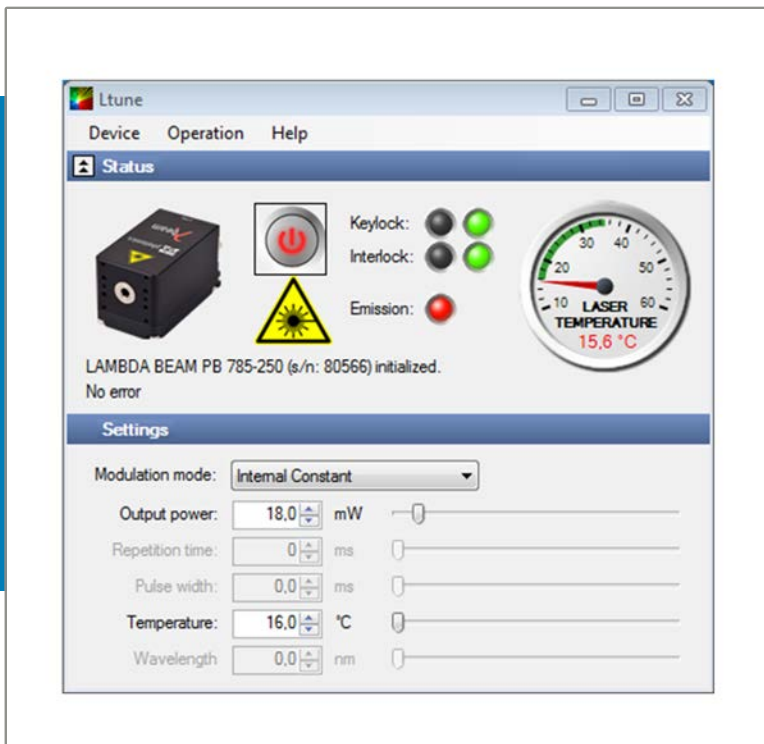 Ltune
Device Operation Help
Status
Keylock:
Interlock:
Emission:
10 20 30 40 50 60
LASER
TEMPERATURE
15,6 °C
LAMBDA BEAM PB 785-250 (s/n: 80566) initialized.
No error
Settings
Modulation mode: Internal Constant
Output power: 18,0 mW
Repetition time: 0 ms
Pulse width: 0,0 ms
Temperature: 16,0 °C
Wavelength 0,0 nm